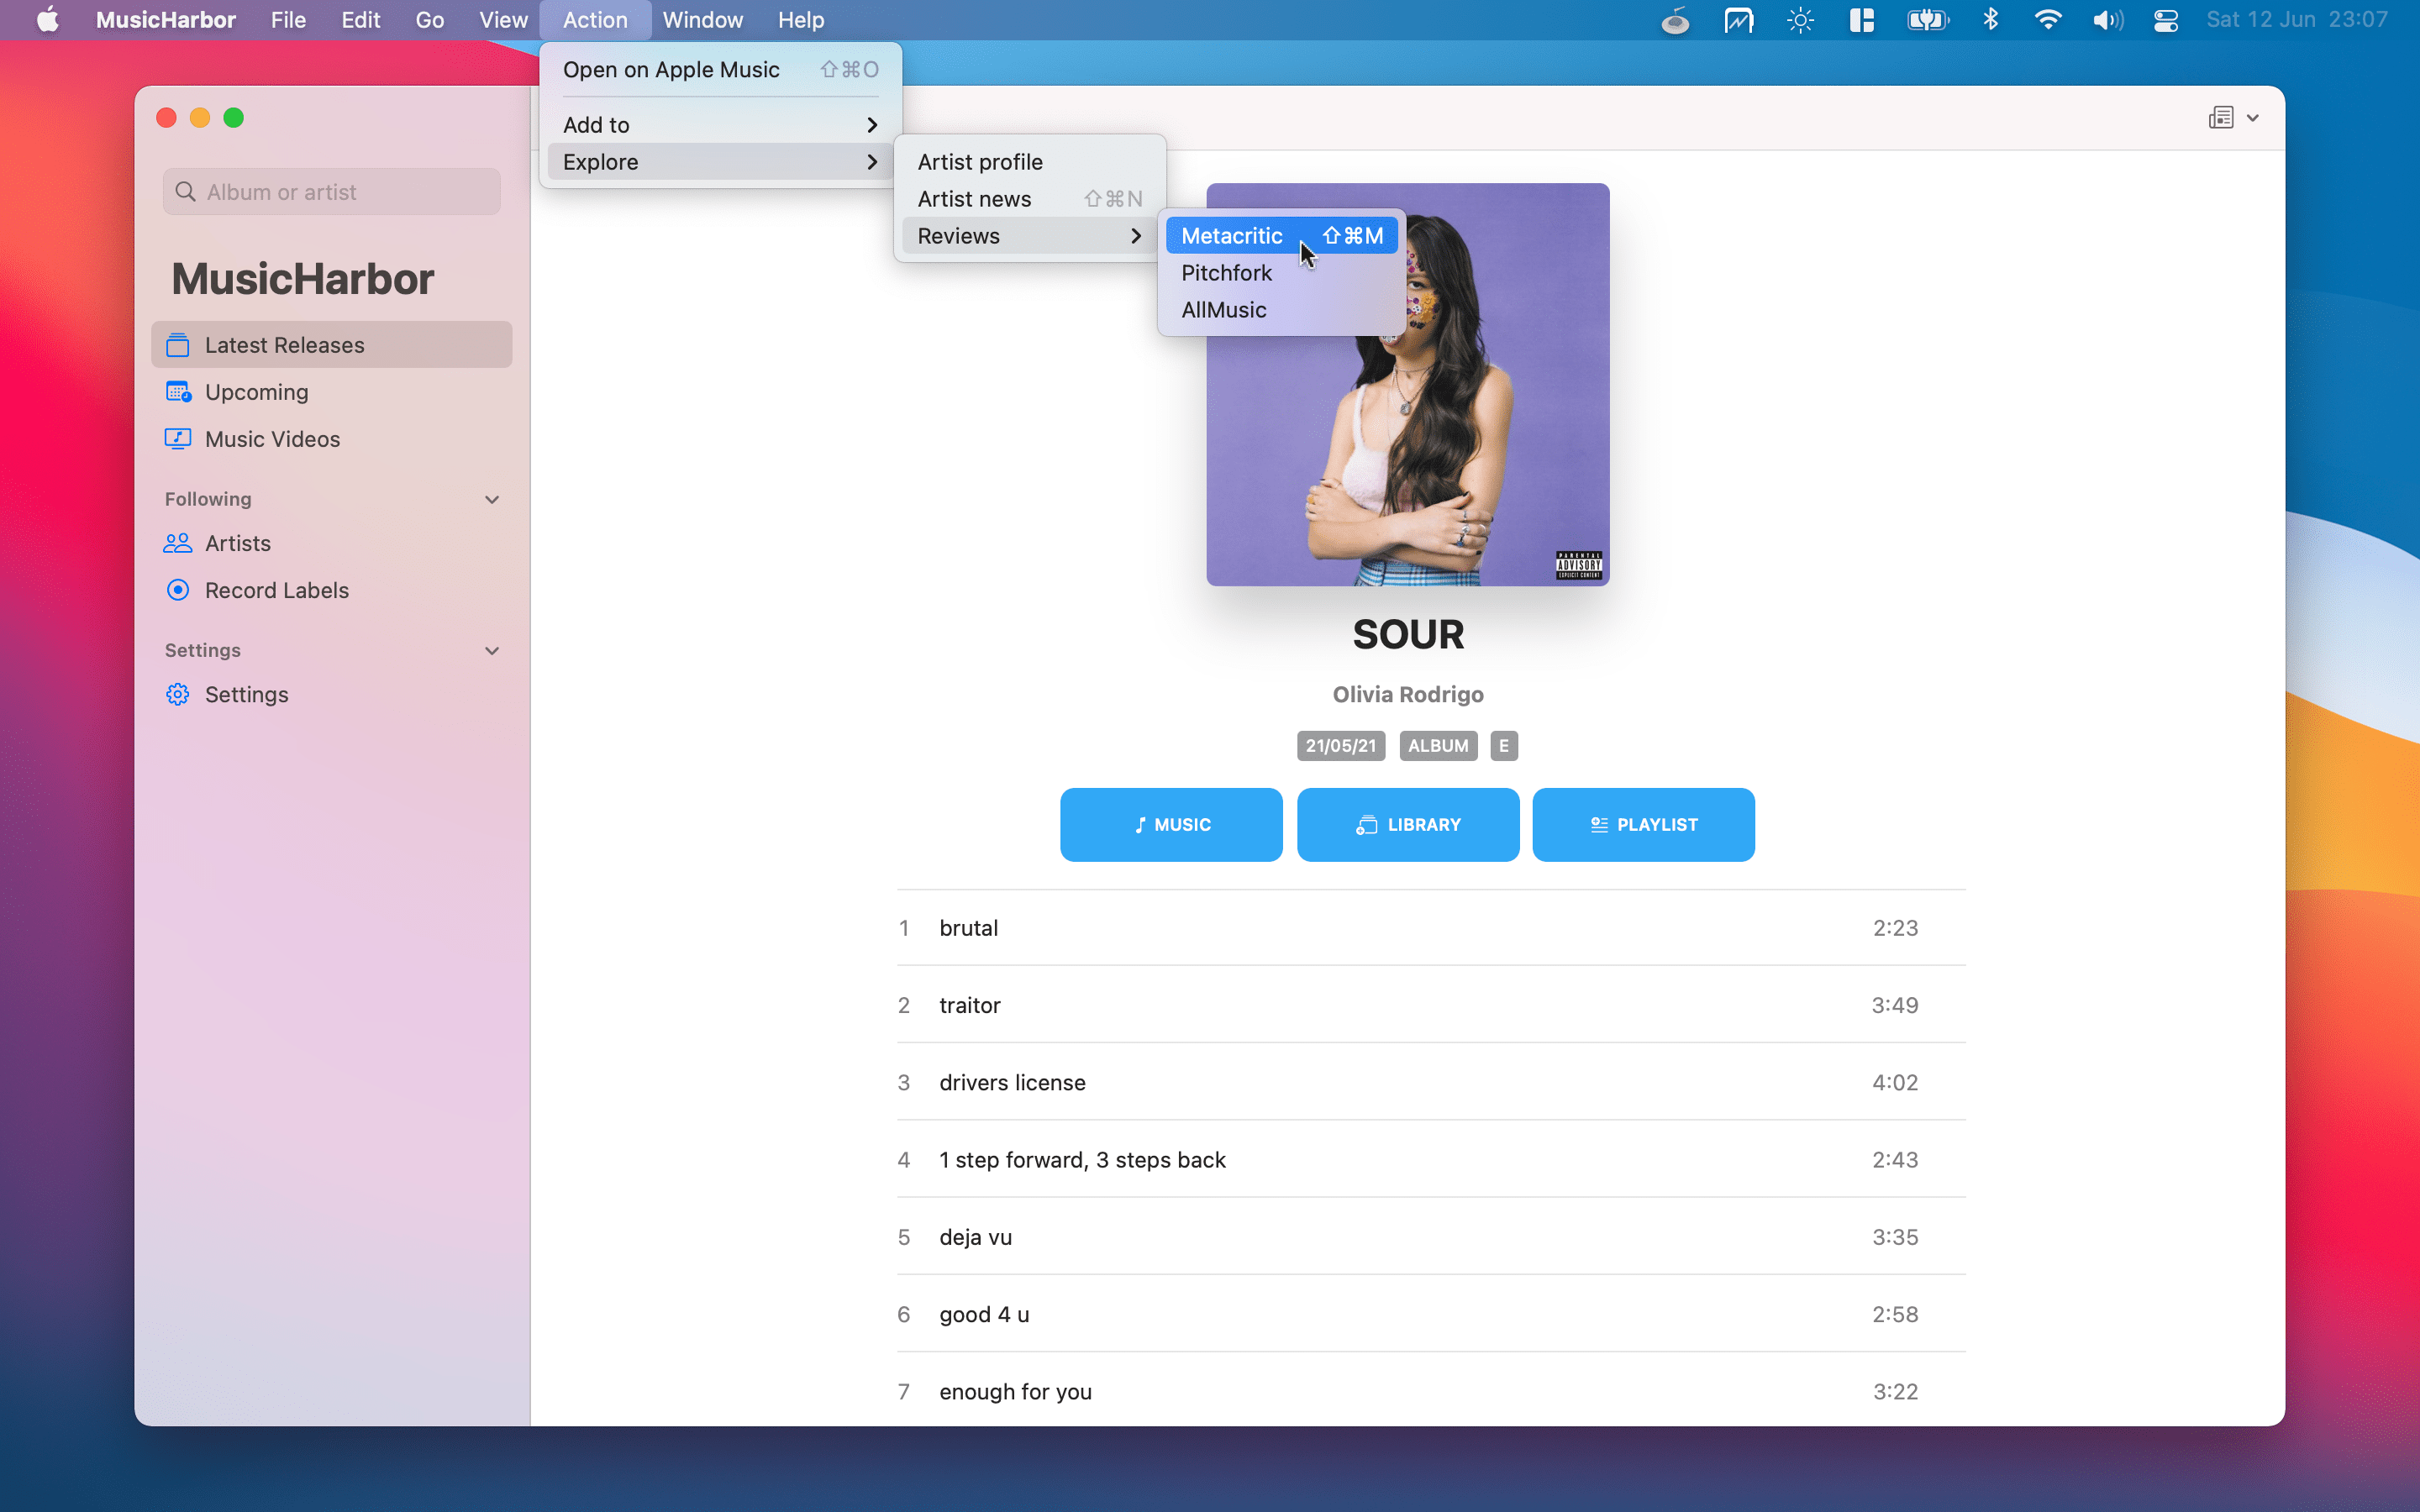 MusicHarbor File Edit Go View Action Window Help Sat 12 Jun 23:07
Open on Apple Music ⇧⌘O
Add to
Explore
Artist profile
Artist news ⇧⌘N
Reviews
Metacritic ⇧⌘M
Pitchfork
AllMusic
Album or artist
MusicHarbor
Latest Releases
Upcoming
Music Videos
Following
Artists
Record Labels
Settings
Settings
PARENTAL
ADVISORY
EXPLICIT CONTENT
SOUR
Olivia Rodrigo
21/05/21 ALBUM E
MUSIC LIBRARY PLAYLIST
1 brutal 2:23
2 traitor 3:49
3 drivers license 4:02
4 1 step forward, 3 steps back 2:43
5 deja vu 3:35
6 good 4 u 2:58
7 enough for you 3:22